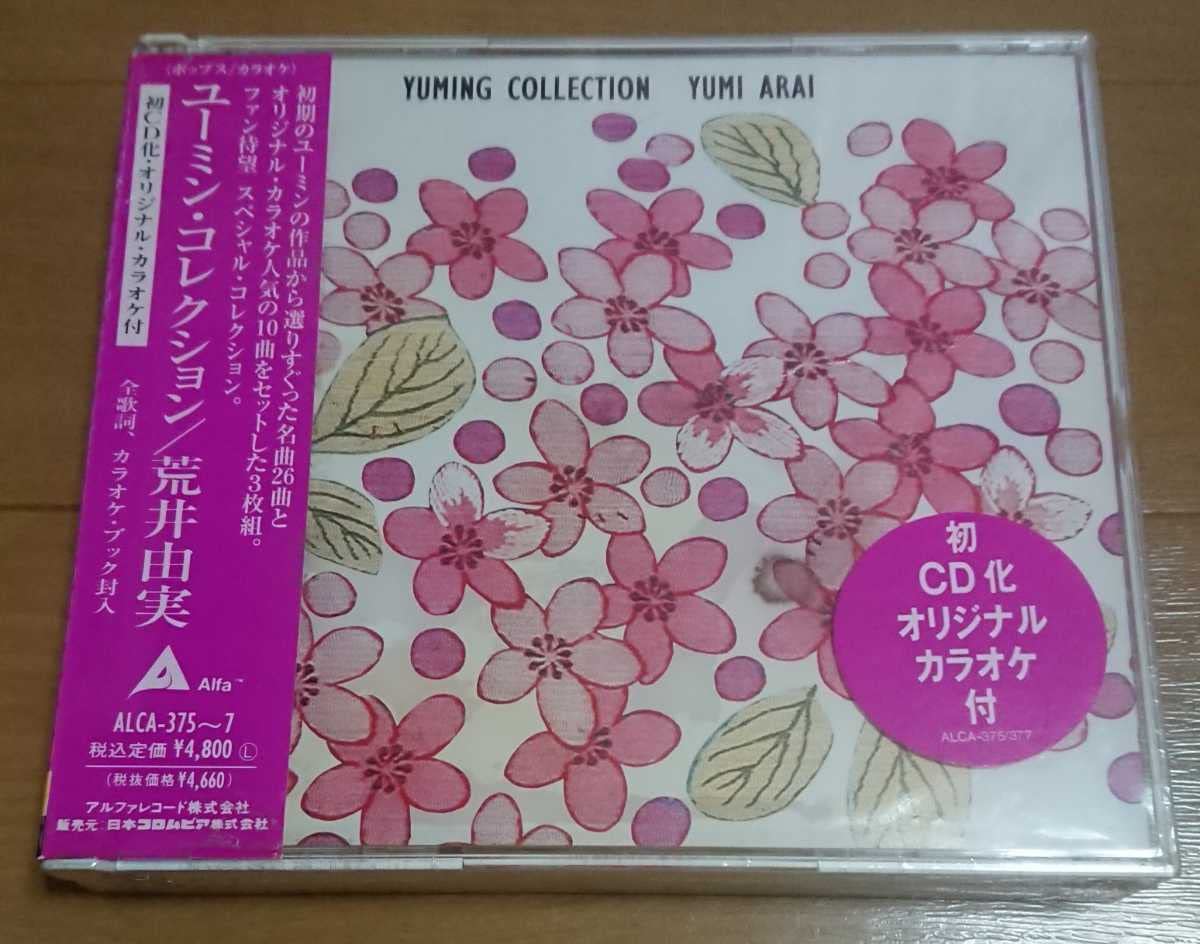 YUMING COLLECTION YUMI ARAI
(ポップス/カラオケ)
初期のユーミンの作品から選りすぐった名曲26曲と
オリジナル・カラオケ人気の10曲をセットした3枚組。
ファン待望 スペシャル・コレクション。
ユーミン・コレクション/荒井由実
初CD化・オリジナル・カラオケ付
全歌詞、カラオケ・ブック封入
Alfa™
ALCA-375〜7
税込定価 ¥4,800 Ⓛ
(税抜価格¥4,660)
アルファレコード株式会社
販売元:日本コロムビア株式会社
初
CD化
オリジナル
カラオケ
付
ALCA-375/377